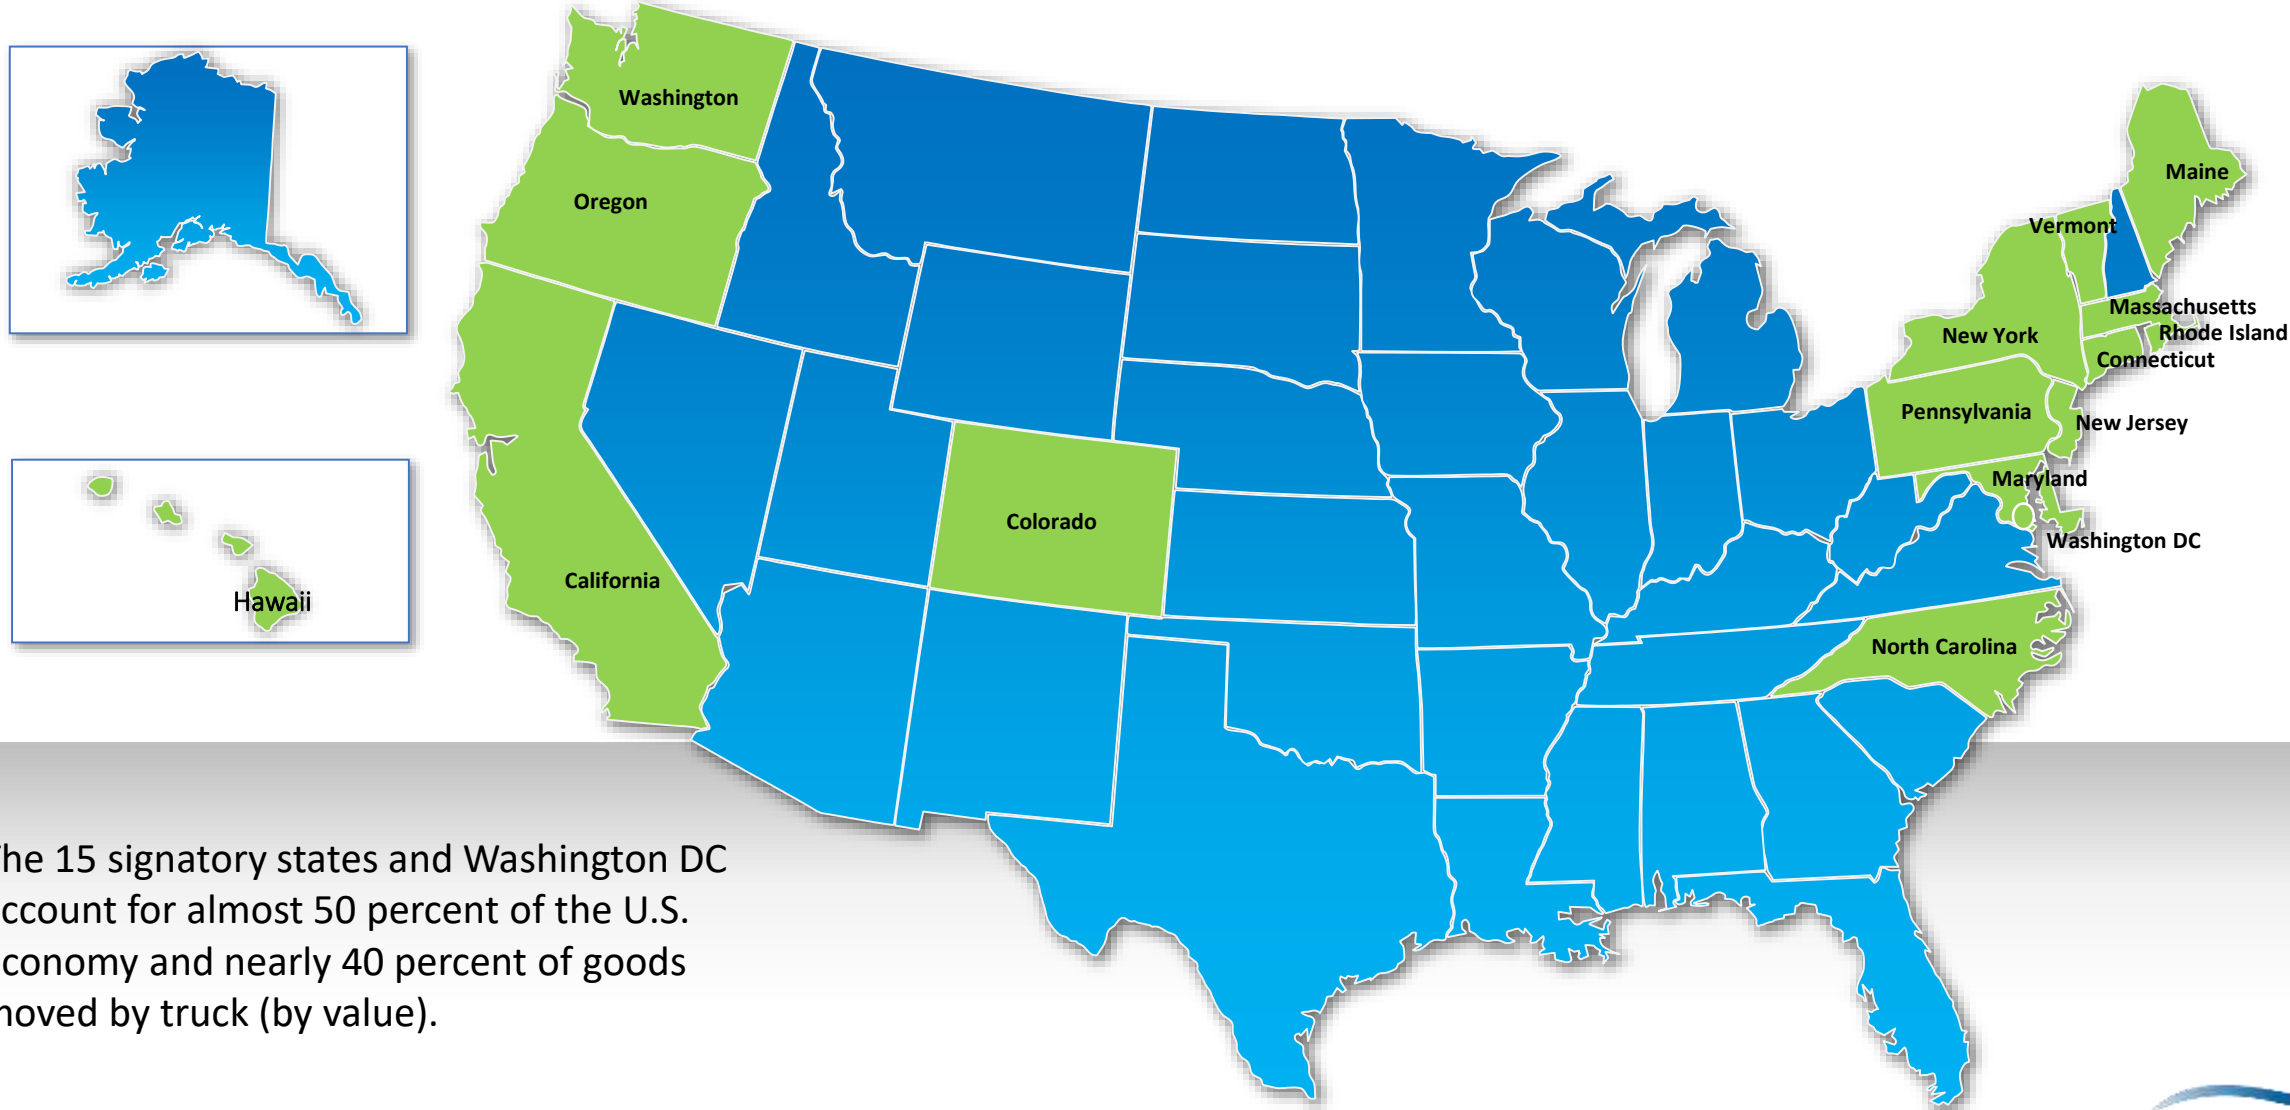 Washington
Maine
Oregon
Vermont
Massachusetts
Rhode Island
New York
Connecticut
Pennsylvania
New Jersey
Maryland
Colorado
Washington DC
California
Hawaii
North Carolina
he 15 signatory states and Washington DC
ccount for almost 50 percent of the U.S.
conomy and nearly 40 percent of goods
moved by truck (by value).